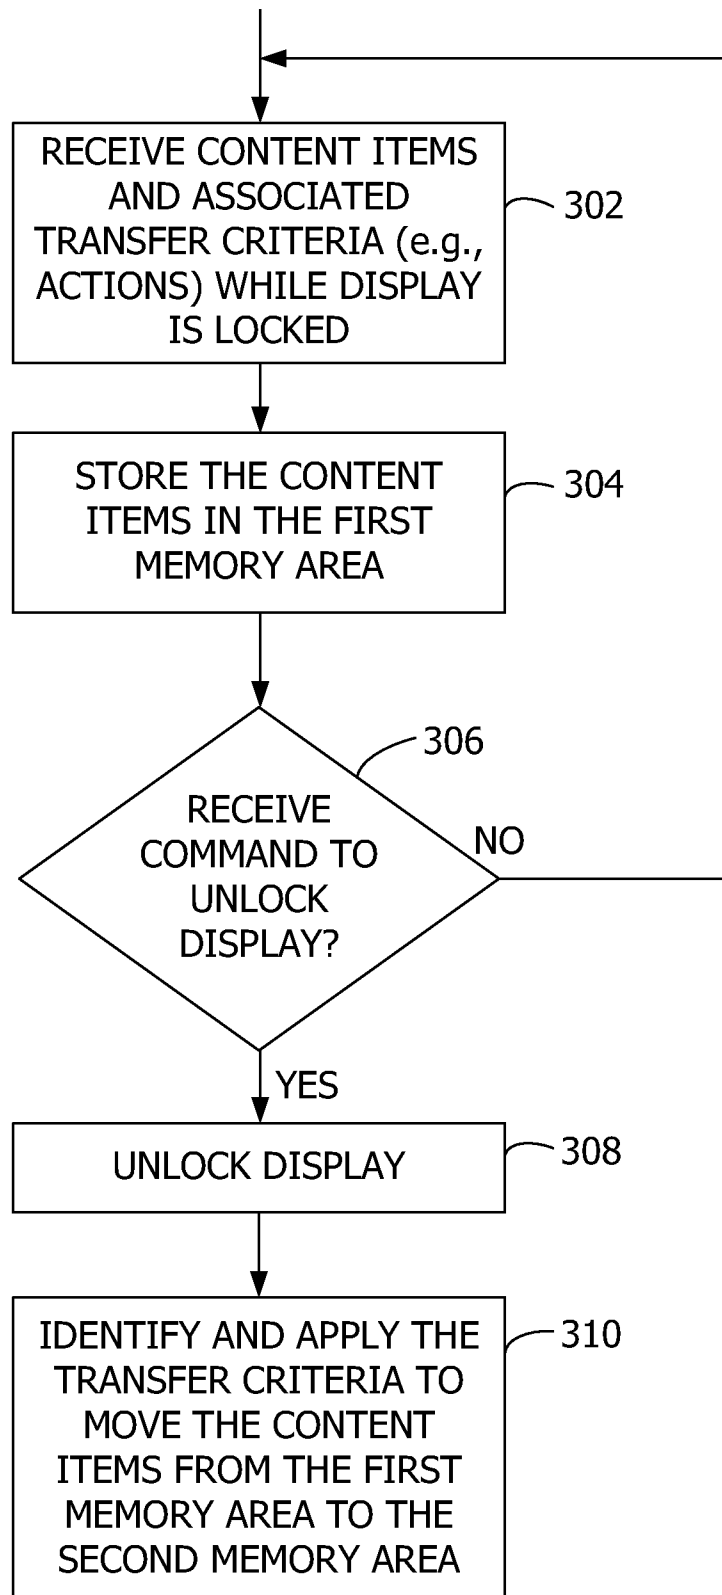 RECEIVE CONTENT ITEMS
AND ASSOCIATED
TRANSFER CRITERIA (e.g.,
ACTIONS) WHILE DISPLAY
IS LOCKED
302
STORE THE CONTENT
ITEMS IN THE FIRST
MEMORY AREA
304
306
RECEIVE
COMMAND TO
UNLOCK
DISPLAY?
NO
YES
UNLOCK DISPLAY
308
IDENTIFY AND APPLY THE
TRANSFER CRITERIA TO
MOVE THE CONTENT
ITEMS FROM THE FIRST
MEMORY AREA TO THE
SECOND MEMORY AREA
310